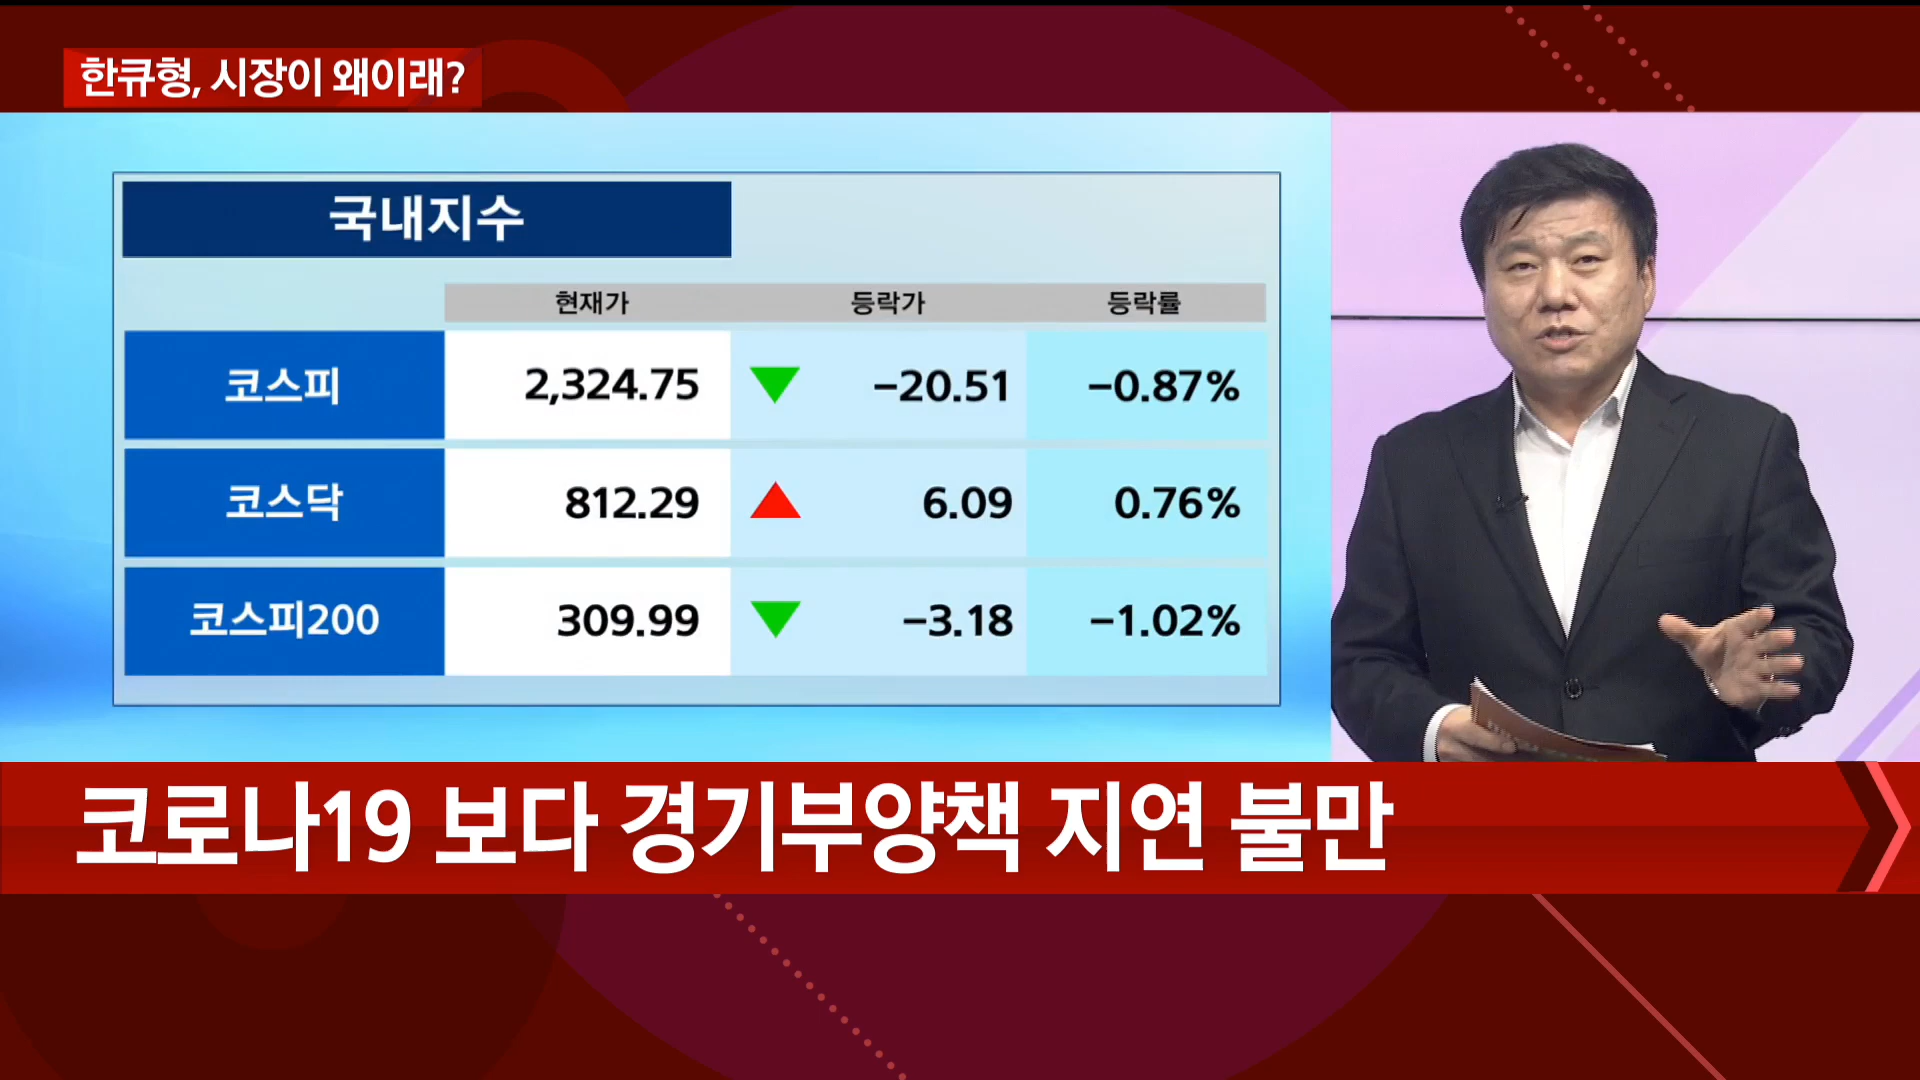 한큐형, 시장이 왜이래?
국내지수
현재가 등락가 등락률
코스피 2,324.75 ▼ -20.51 -0.87%
코스닥 812.29 ▲ 6.09 0.76%
코스피200 309.99 ▼ -3.18 -1.02%
코로나19 보다 경기부양책 지연 불만